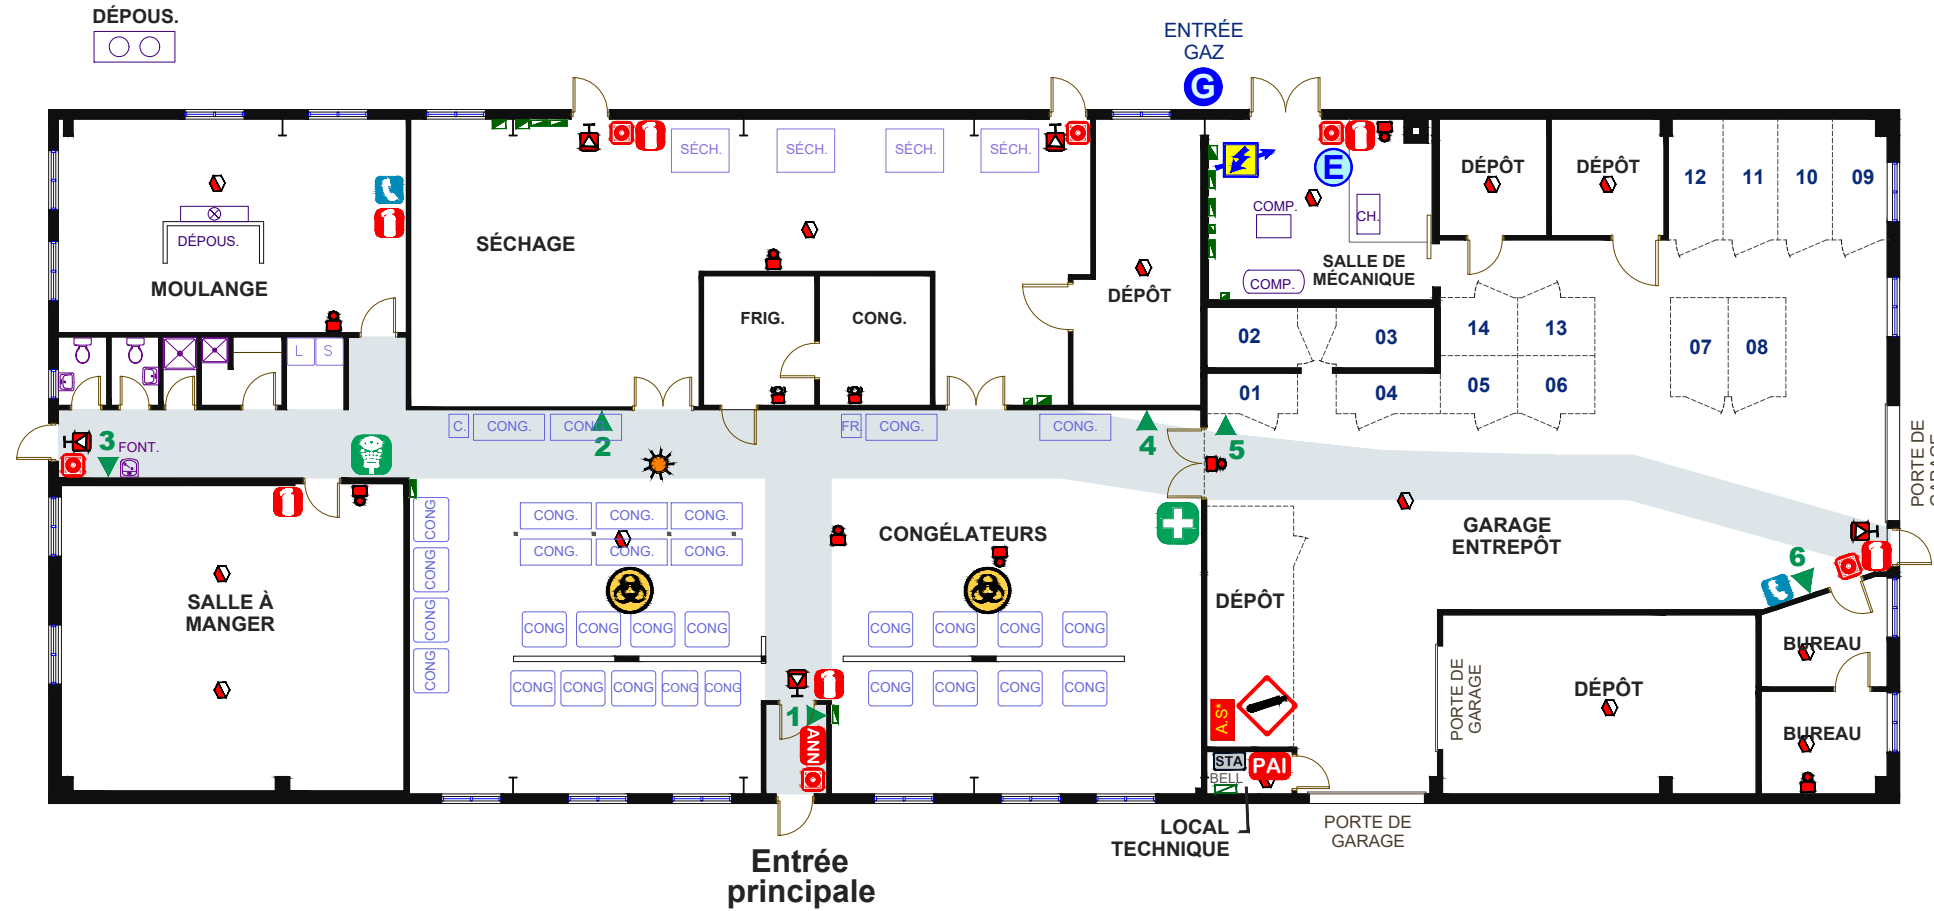 DÉPOUS.
ENTRÉE
GAZ
G
SÉCH.
SÉCH.
SÉCH.
SÉCH.
E
DÉPÔT
DÉPÔT
12
11
10
09
COMP.
CH.
DÉPOUS.
SÉCHAGE
MOULANGE
SALLE DE
MÉCANIQUE
COMP.
DÉPÔT
FRIG.
CONG.
02
03
14
13
07
08
L
S
01
04
05
06
C.
CONG.
CONG.
2
FR.
CONG.
CONG.
4
5
3
FONT.
PORTE DE
GARAGE
CONG
CONG.
CONG.
CONG.
CONG.
CONG.
CONG.
CONGÉLATEURS
GARAGE
ENTREPÔT
6
CONG
CONG
CONG
SALLE À
MANGER
DÉPÔT
CONG
CONG
CONG
CONG
CONG
CONG
CONG
CONG
BUREAU
CONG
CONG
CONG
CONG
CONG
CONG
CONG
CONG
CONG
PORTE DE
GARAGE
DÉPÔT
1
ANN
A.S*
BUREAU
STA
PAI
BELL
LOCAL
TECHNIQUE
PORTE DE
GARAGE
Entrée
principale